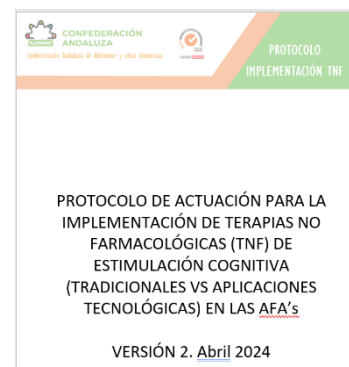 CONFEDERACIÓN
ANDALUZA
Confederación Andaluza de Alzheimer y otras Demencias
PROTOCOLO
IMPLEMENTACIÓN TNF
PROTOCOLO DE ACTUACIÓN PARA LA
IMPLEMENTACIÓN DE TERAPIAS NO
FARMACOLÓGICAS (TNF) DE
ESTIMULACIÓN COGNITIVA
(TRADICIONALES VS APLICACIONES
TECNOLÓGICAS) EN LAS AFA’s
VERSIÓN 2. Abril 2024